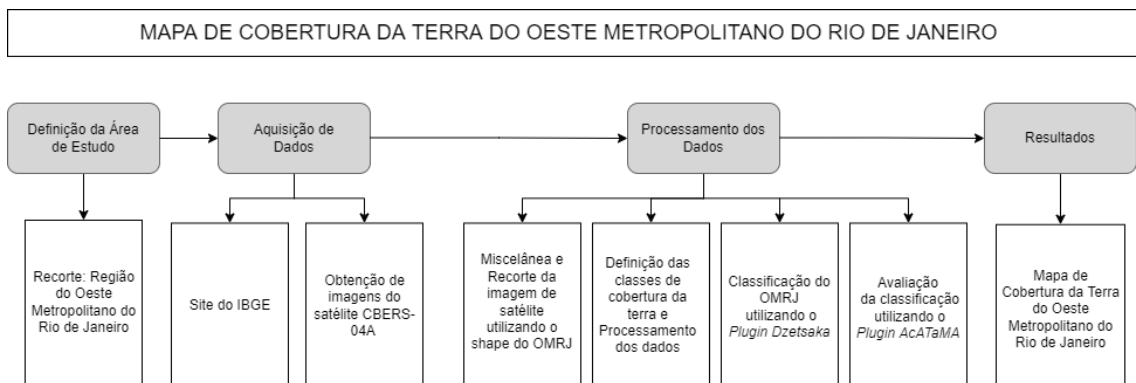 MAPA DE COBERTURA DA TERRA DO OESTE METROPOLITANO DO RIO DE JANEIRO
Definição da Área
de Estudo
Aquisição de
Dados
Processamento dos
Dados
Resultados
Recorte: Região
do Oeste
Metropolitano do
Rio de Janeiro
Site do IBGE
Obtenção de
imagens do
satélite CBERS-
04A
Miscelânea e
Recorte da
imagem de
satélite
utilizando o
shape do OMRJ
Definição das
classes de
cobertura da
terra e
Processamento
dos dados
Classificação do
OMRJ
utilizando o
Plugin Dzetsaka
Avaliação
da classificação
utilizando o
Plugin AcATaMA
Mapa de
Cobertura da Terra
do Oeste
Metropolitano do
Rio de Janeiro